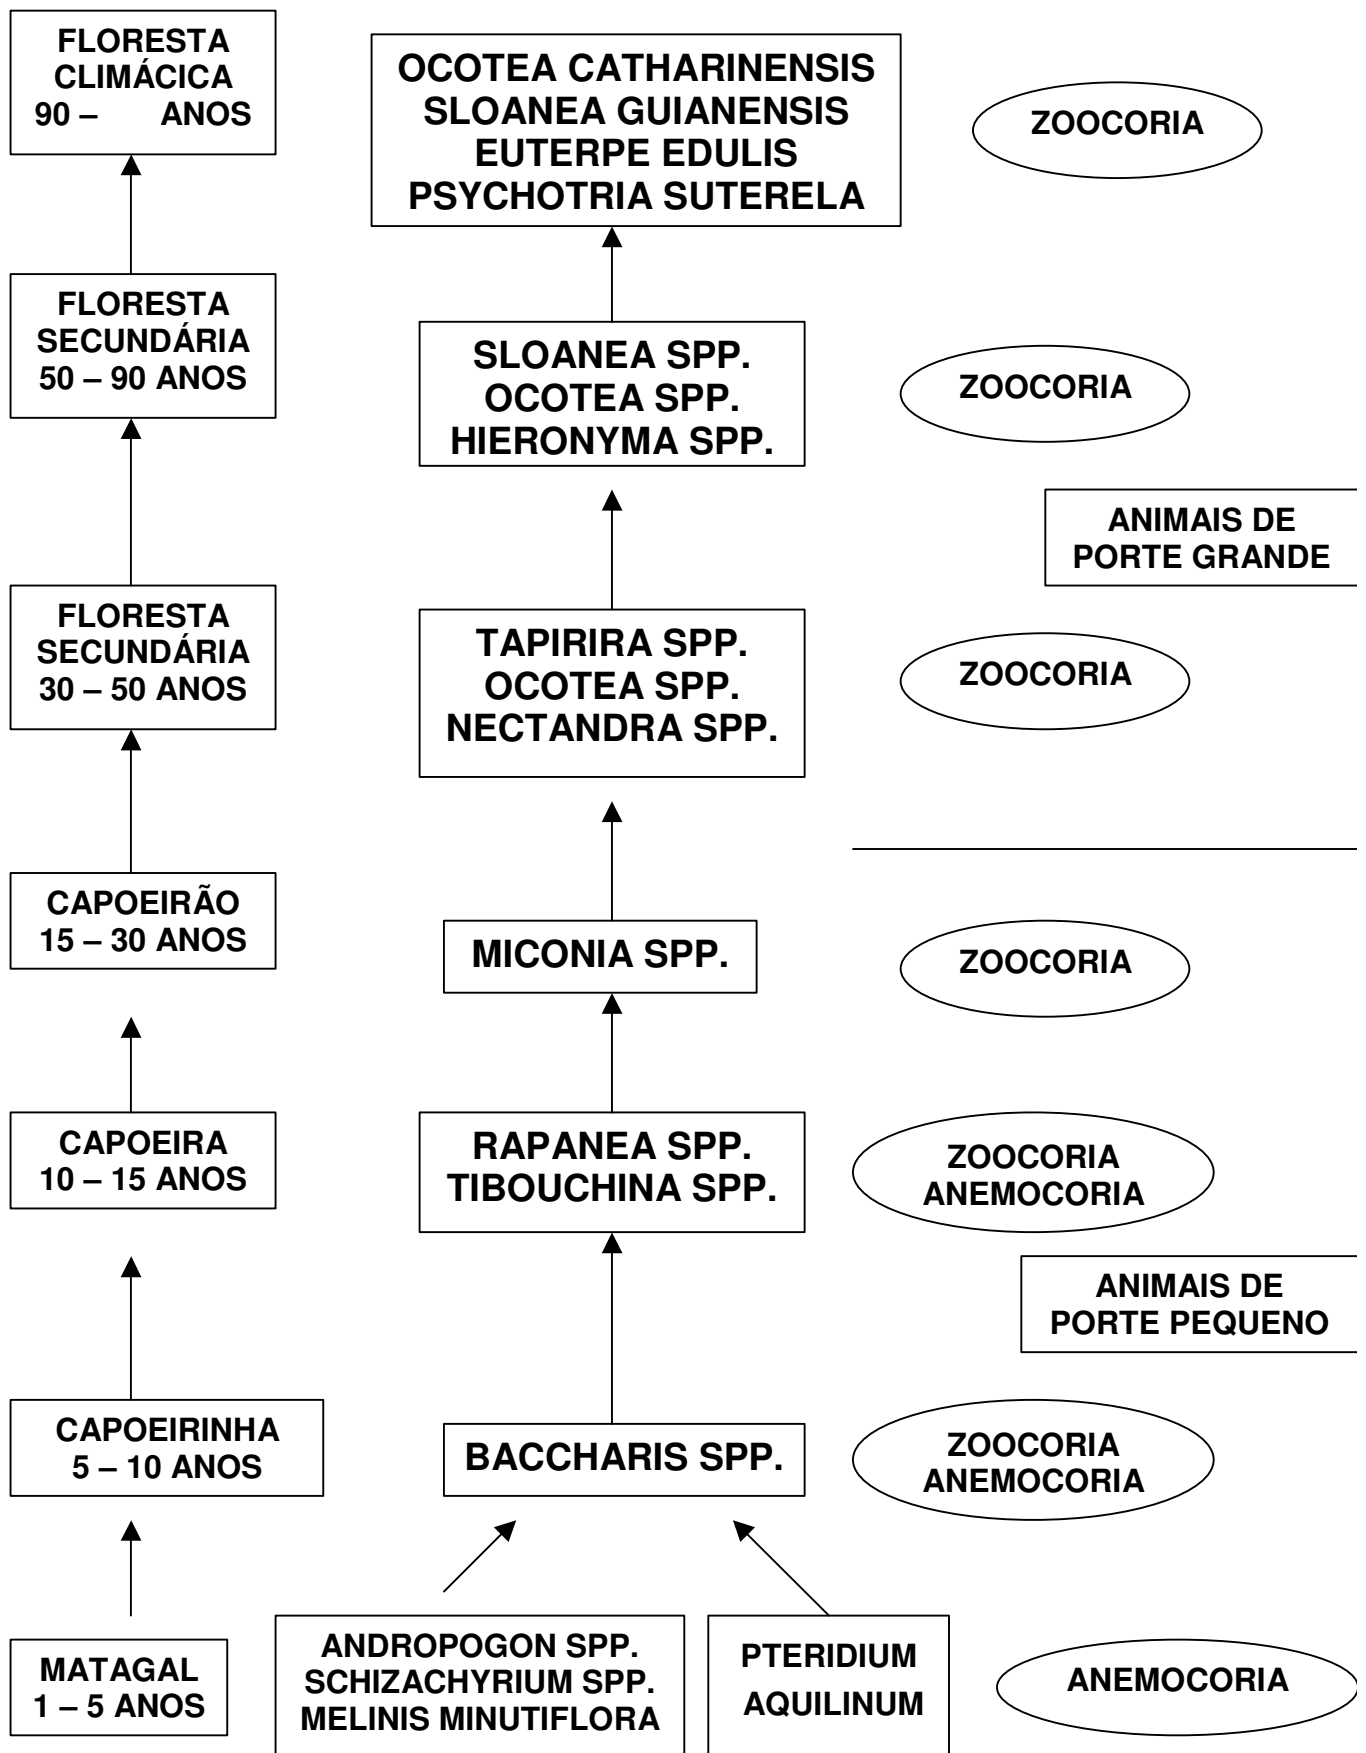 FLORESTA
CLIMÁCICA
90 – ANOS
OCOTEA CATHARINENSIS
SLOANEA GUIANENSIS
EUTERPE EDULIS
PSYCHOTRIA SUTERELA
ZOOCORIA
FLORESTA
SECUNDÁRIA
50 – 90 ANOS
SLOANEA SPP.
OCOTEA SPP.
HIERONYMA SPP.
ZOOCORIA
ANIMAIS DE
PORTE GRANDE
FLORESTA
SECUNDÁRIA
30 – 50 ANOS
TAPIRIRA SPP.
OCOTEA SPP.
NECTANDRA SPP.
ZOOCORIA
CAPOEIRÃO
15 – 30 ANOS
MICONIA SPP.
ZOOCORIA
CAPOEIRA
10 – 15 ANOS
RAPANEA SPP.
TIBOUCHINA SPP.
ZOOCORIA
ANEMOCORIA
ANIMAIS DE
PORTE PEQUENO
CAPOEIRINHA
5 – 10 ANOS
BACCHARIS SPP.
ZOOCORIA
ANEMOCORIA
MATAGAL
1 – 5 ANOS
ANDROPOGON SPP.
SCHIZACHYRIUM SPP.
MELINIS MINUTIFLORA
PTERIDIUM
AQUILINUM
ANEMOCORIA